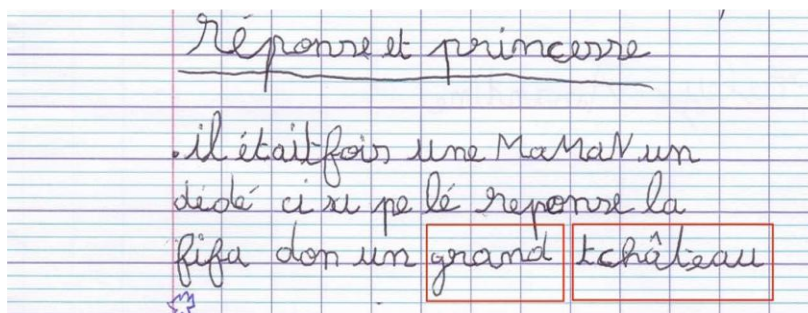 Réponse et princesse
.il était fois une MaMaN un
dédé ci su pe lé reponse la
fifa don un grand tchâteau